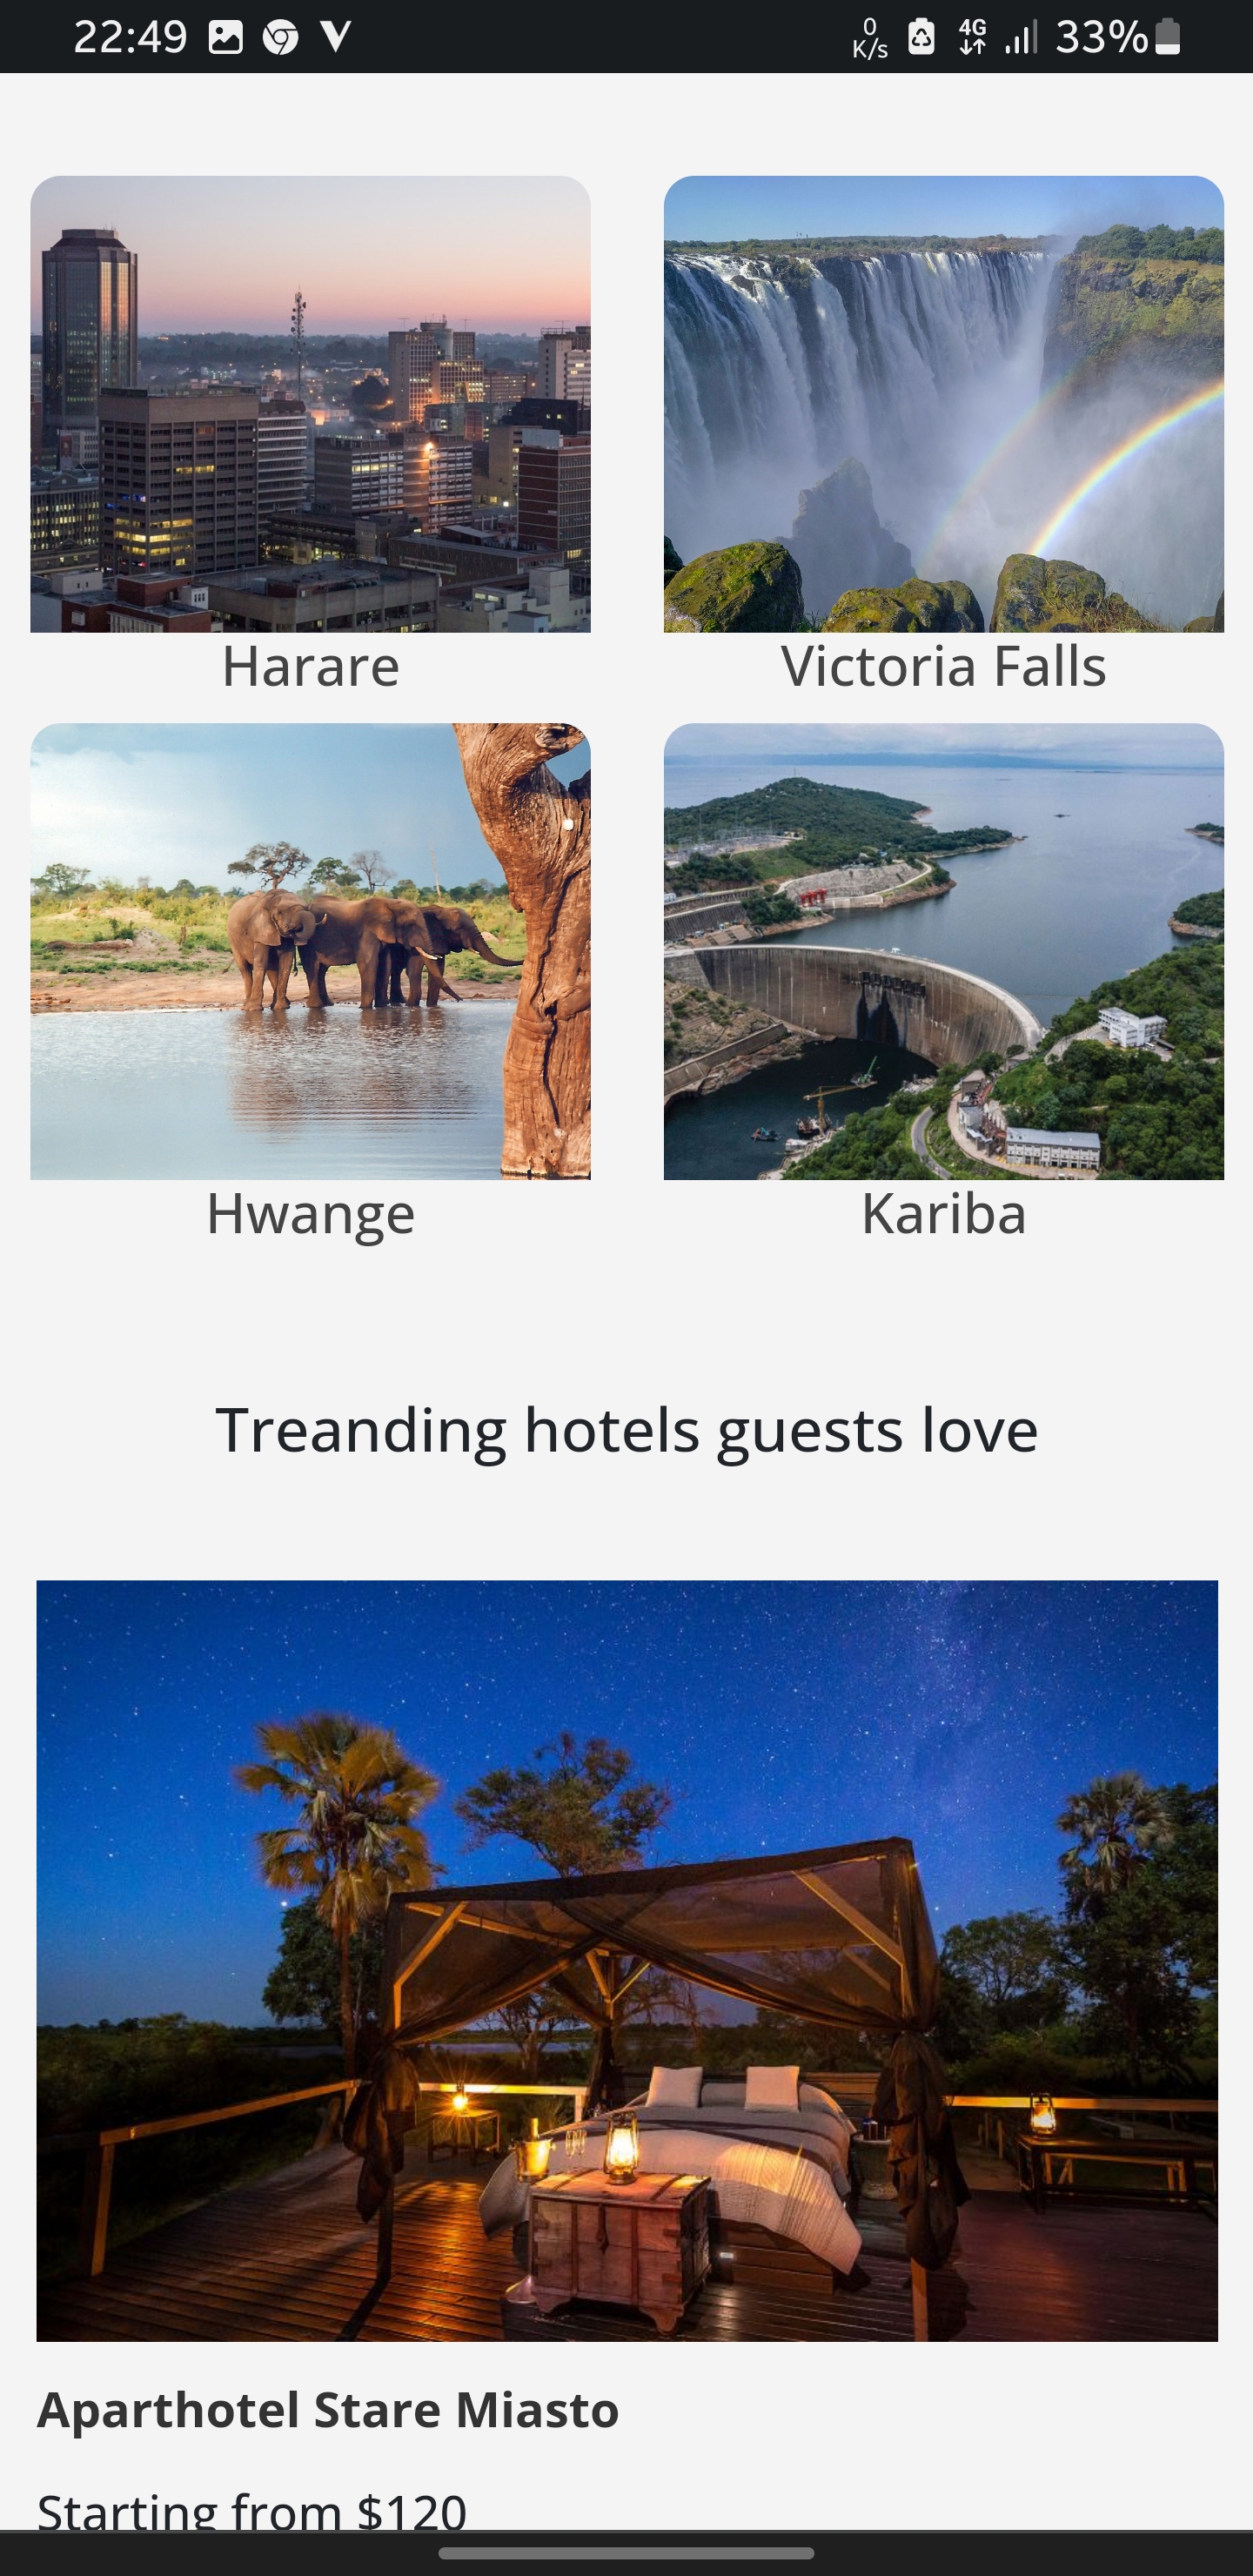 22:49
0 K/s 4G 33%
Harare
Victoria Falls
Hwange
Kariba
Treanding hotels guests love
Aparthotel Stare Miasto
Starting from $120